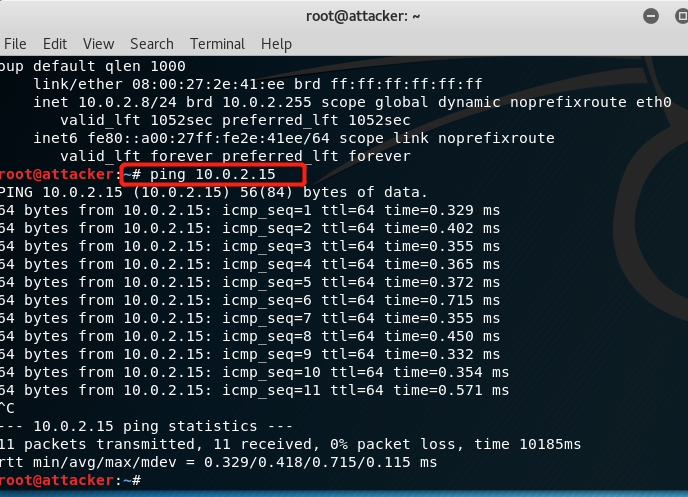 root@attacker: ~
File Edit View Search Terminal Help
oup default qlen 1000
link/ether 08:00:27:2e:41:ee brd ff:ff:ff:ff:ff:ff
inet 10.0.2.8/24 brd 10.0.2.255 scope global dynamic noprefixroute eth0
valid_lft 1052sec preferred_lft 1052sec
inet6 fe80::a00:27ff:fe2e:41ee/64 scope link noprefixroute
valid_lft forever preferred_lft forever
root@attacker:~# ping 10.0.2.15
PING 10.0.2.15 (10.0.2.15) 56(84) bytes of data.
64 bytes from 10.0.2.15: icmp_seq=1 ttl=64 time=0.329 ms
64 bytes from 10.0.2.15: icmp_seq=2 ttl=64 time=0.402 ms
64 bytes from 10.0.2.15: icmp_seq=3 ttl=64 time=0.355 ms
64 bytes from 10.0.2.15: icmp_seq=4 ttl=64 time=0.365 ms
64 bytes from 10.0.2.15: icmp_seq=5 ttl=64 time=0.372 ms
64 bytes from 10.0.2.15: icmp_seq=6 ttl=64 time=0.715 ms
64 bytes from 10.0.2.15: icmp_seq=7 ttl=64 time=0.355 ms
64 bytes from 10.0.2.15: icmp_seq=8 ttl=64 time=0.450 ms
64 bytes from 10.0.2.15: icmp_seq=9 ttl=64 time=0.332 ms
64 bytes from 10.0.2.15: icmp_seq=10 ttl=64 time=0.354 ms
64 bytes from 10.0.2.15: icmp_seq=11 ttl=64 time=0.571 ms
^C
--- 10.0.2.15 ping statistics ---
11 packets transmitted, 11 received, 0% packet loss, time 10185ms
rtt min/avg/max/mdev = 0.329/0.418/0.715/0.115 ms
root@attacker:~#